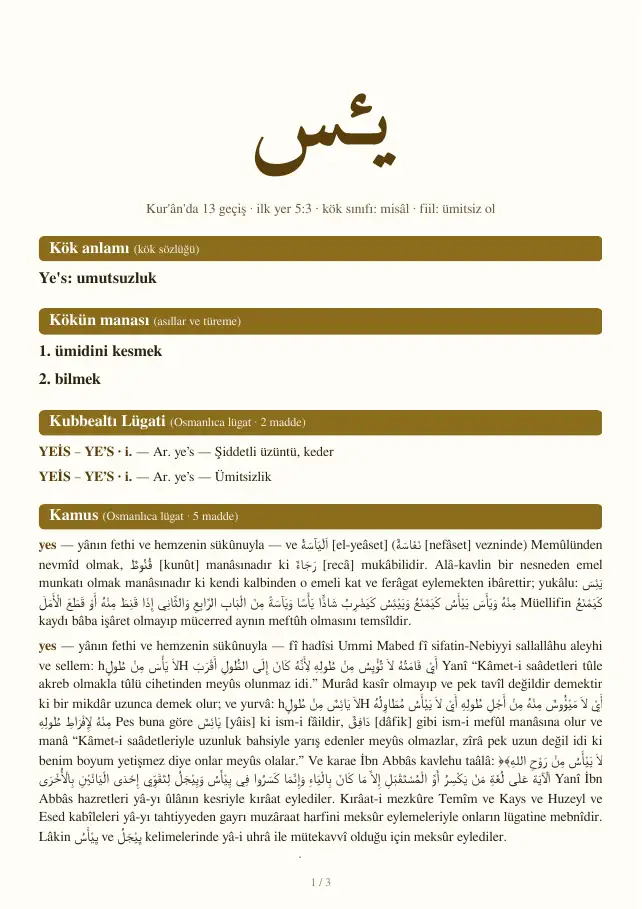 يئس
Kur'ân'da 13 geçiş · ilk yer 5:3 · kök sınıfı: misâl · fiil: ümitsiz ol
Kök anlamı (kök sözlüğü)
Ye's: umutsuzluk
Kökün manası (asıllar ve türeme)
1. ümidini kesmek
2. bilmek
Kubbealtı Lügati (Osmanlıca lügat · 2 madde)
YEİS – YE'S · i. — Ar. ye's — Şiddetli üzüntü, keder
YEİS – YE'S · i. — Ar. ye's — Ümitsizlik
Kamus (Osmanlıca lügat · 5 madde)
yes — yânın fethi ve hemzenin sükûnuyla — ve اَلْيَآسَةُ [el-yeâset] (نَفَاسَةٌ [nefâset] vezninde) Memûlünden
nevmîd olmak, قُنُوطٌ [kunût] manâsınadır ki رَجَاءٌ [recâ] mukâbilidir. Alâ-kavlin bir nesneden emel
munkatı olmak manâsınadır ki kendi kalbinden o emeli kat ve ferâgat eylemekten ibârettir; yukâlu: يَئِسَ
مِنْهُ وَيَأَسَ يَيْأَسُ كَيَمْنَعُ وَيَيْئِسُ كَيَضْرِبُ شَاذٌّ يَأْسًا وَيَآسَةً مِنَ الْبَابِ الرَّابِعِ وَالثَّانِي إِذَا قَنِطَ مِنْهُ أَوْ قَطَعَ الْأَمَلَ Müellifin كَيَمْنَعُ
kaydı bâba işâret olmayıp mücerred aynın meftûh olmasını temsîldir.
yes — yânın fethi ve hemzenin sükûnuyla — fî hadîsi Ummi Mabed fî sifatin-Nebiyyi sallallâhu aleyhi
ve sellem: hلَا يَأْسَ مِنْ طُولٍ أَيْ قَامَتُهُ لَا تُؤْيِسُ مِنْ طُولِهِ لِأَنَّهُ كَانَ إِلَى الطُّولِ أَقْرَبَ H Yanî “Kâmet-i saâdetleri tûle
akreb olmakla tûlü cihetinden meyûs olunmaz idi.” Murâd kasîr olmayıp ve pek tavîl değildir demektir
ki bir mikdâr uzunca demek olur; ve yurvâ: hلَا يَائِسٌ مِنْ طُولٍ H أَيْ لَا مَيْؤُوسٌ مِنْهُ مِنْ أَجْلِ طُولِهِ أَيْ لَا يَيْأَسُ مُطَاوِلُهُ
مِنْهُ لِإِفْرَاطِ طُولِهِ Pes buna göre يَائِسٌ [yâis] ki ism-i fâildir, دَافِقٌ [dâfik] gibi ism-i mefûl manâsına olur ve
manâ “Kâmet-i saâdetleriyle uzunluk bahsiyle yarış edenler meyûs olmazlar, zîrâ pek uzun değil idi ki
benim boyum yetişmez diye onlar meyûs olalar.” Ve karae İbn Abbâs kavlehu taâlâ: ﴿لاَ يَيْأَسُ مِنْ رَوْحِ اللهِ﴾
اَلْآيَةَ عَلَى لُغَةِ مَنْ يَكْسِرُ أَوَّلَ الْمُسْتَقْبَلِ إِلاَّ مَا كَانَ بِالْيَاءِ وَإِنَّمَا كَسَرُوا فِي يِيْأَسُ وَيِيْجَلُ لِتَقَوِّي إِحْدَى الْيَائَيْنِ بِالْأُخْرَى Yanî İbn
Abbâs hazretleri yâ-yı ûlânın kesriyle kırâat eylediler. Kırâat-i mezkûre Temîm ve Kays ve Huzeyl ve
Esed kabîleleri yâ-yı tahtiyyeden gayrı muzâraat harfini meksûr eylemeleriyle onların lügatine mebnîdir.
Lâkin يِيْأَسُ ve يِيْجَلُ kelimelerinde yâ-i uhrâ ile mütekavvî olduğu için meksûr eylediler.
.
1 / 3